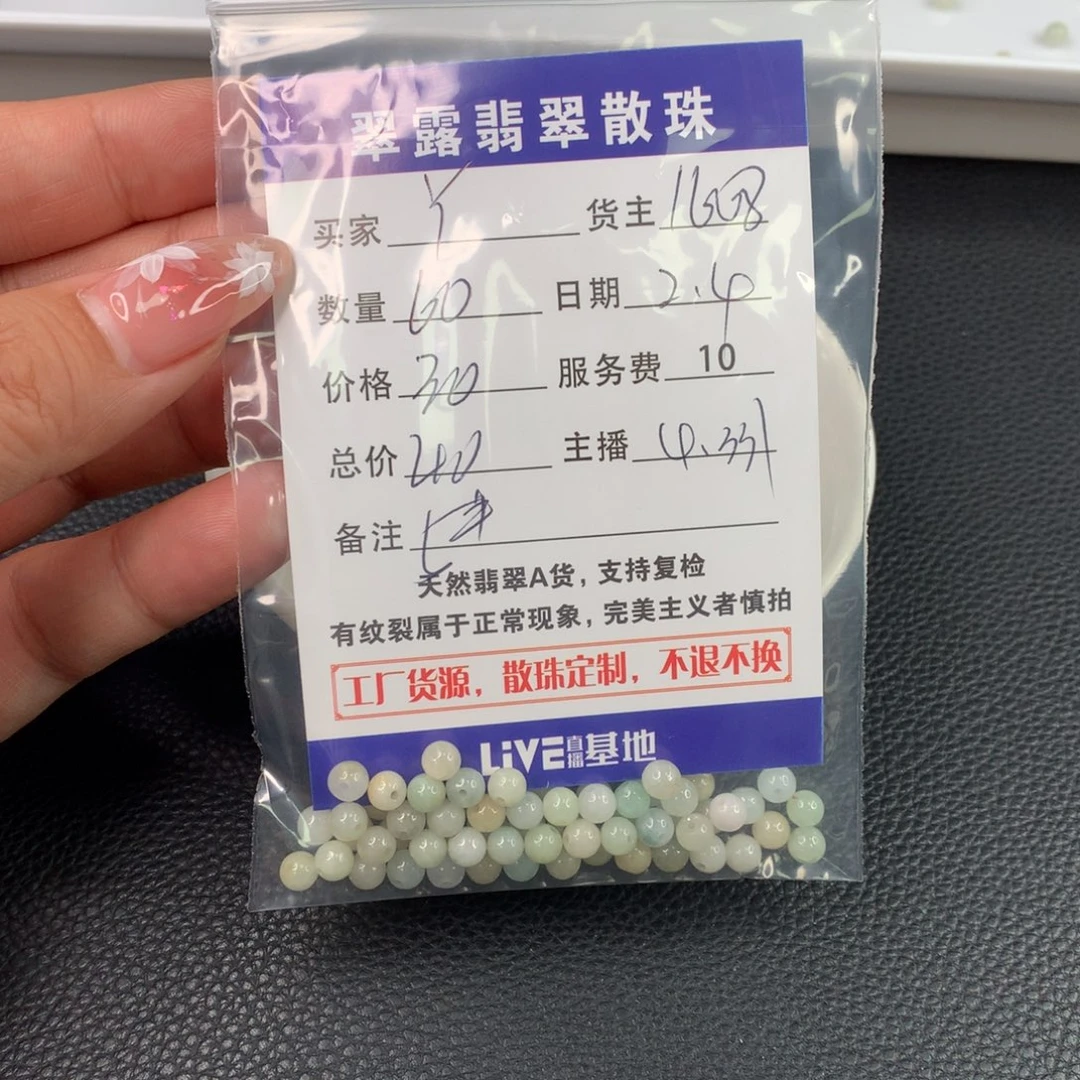 翠露翡翠散珠
买家 丫 货主 1608
数量 60 日期 2.4
价格 30 服务费 10
总价 40 主播
备注
天然翡翠A货，支持复检
有纹裂属于正常现象，完美主义者慎拍
工厂货源，散珠定制，不退不换
LiVE直播基地